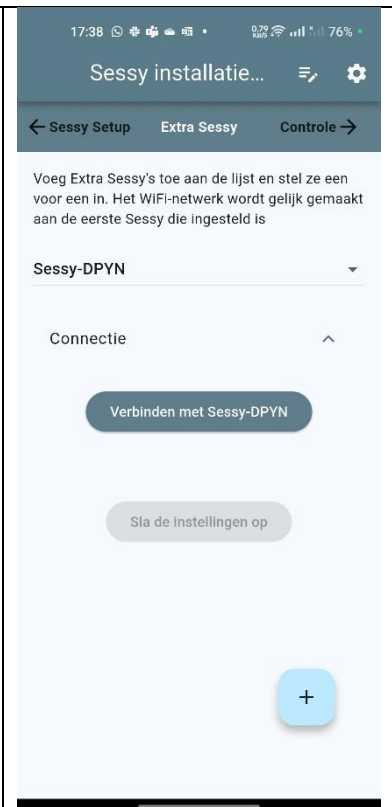 17:38 0.79 KB/s 76%
Sessy installatie...
← Sessy Setup Extra Sessy Controle →
Voeg Extra Sessy's toe aan de lijst en stel ze een
voor een in. Het WiFi-netwerk wordt gelijk gemaakt
aan de eerste Sessy die ingesteld is
Sessy-DPYN
Connectie
Verbinden met Sessy-DPYN
Sla de instellingen op
+